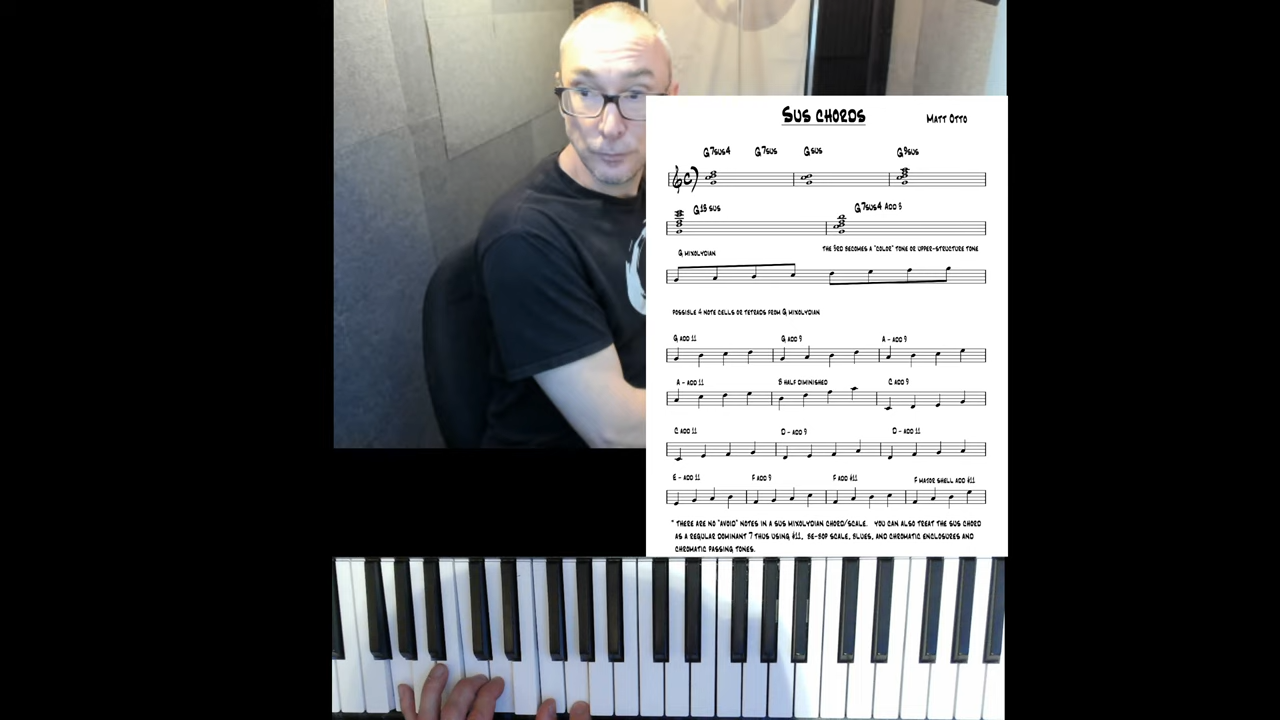 Sus chords
Matt Otto
G7sus4 G7sus Gsus G9sus
G13 sus G7sus4 add 3
G mixolydian the 3rd becomes a "color" tone or upper-structure tone
possible 4 note cells or tetrads from G mixolydian
G add 11 G add 9 A - add 9
A - add 11 B half diminished C add 9
C add 11 D - add 9 D - add 11
E - add 11 F add 9 F add #11 F major shell add #11
* There are no "avoid" notes in a sus mixolydian chord/scale. You can also treat the sus chord
as a regular dominant 7 thus using #11, be-bop scale, blues, and chromatic enclosures and
chromatic passing tones.